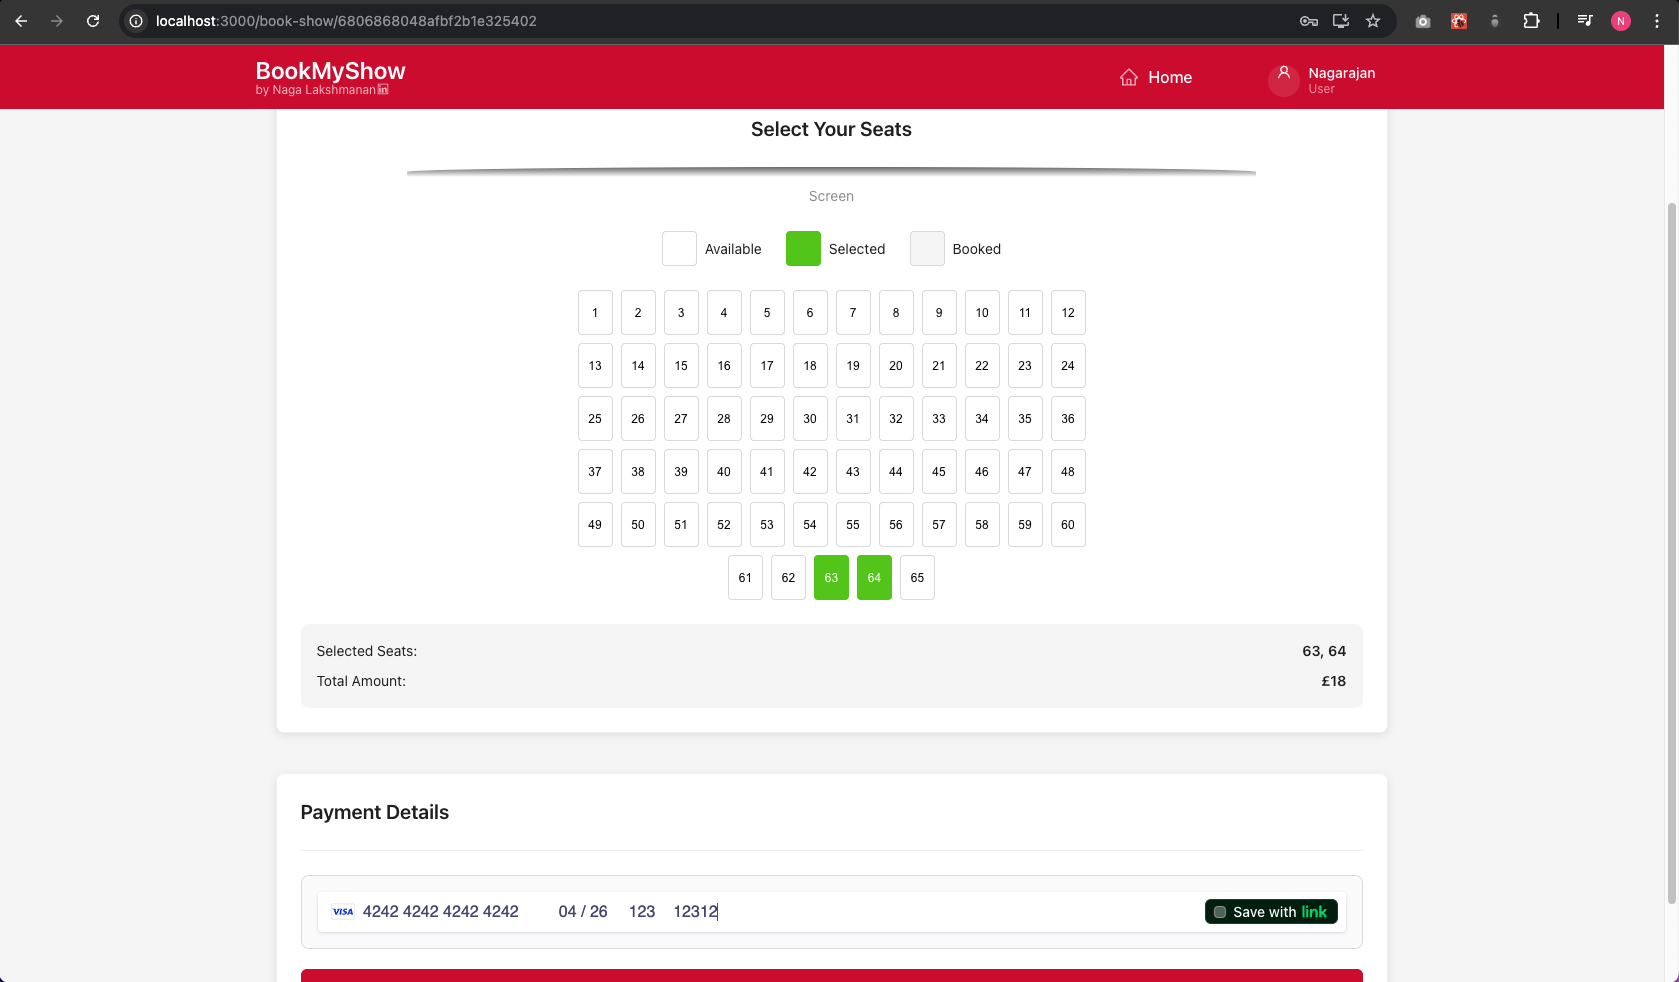 localhost:3000/book-show/6806868048afbf2b1e325402
N
BookMyShow
by Naga Lakshmanan
Home
Nagarajan
User
Select Your Seats
Screen
Available
Selected
Booked
1 2 3 4 5 6 7 8 9 10 11 12
13 14 15 16 17 18 19 20 21 22 23 24
25 26 27 28 29 30 31 32 33 34 35 36
37 38 39 40 41 42 43 44 45 46 47 48
49 50 51 52 53 54 55 56 57 58 59 60
61 62 63 64 65
Selected Seats: 63, 64
Total Amount: £18
Payment Details
VISA 4242 4242 4242 4242 04 / 26 123 12312 Save with link